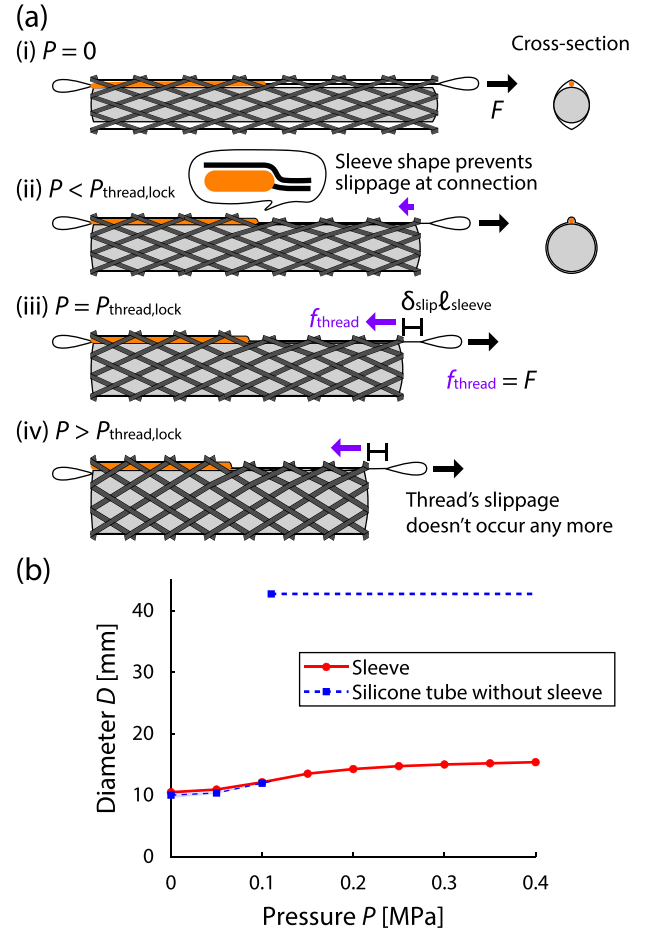 (a)
(i) P = 0
Cross-section
F
(ii) P < Pthread,lock
Sleeve shape prevents
slippage at connection
(iii) P = Pthread,lock
fthread
δslipℓsleeve
fthread = F
(iv) P > Pthread,lock
Thread's slippage
doesn't occur any more
(b)
Diameter D [mm]
40
30
20
10
0
Sleeve
Silicone tube without sleeve
0 0.1 0.2 0.3 0.4
Pressure P [MPa]